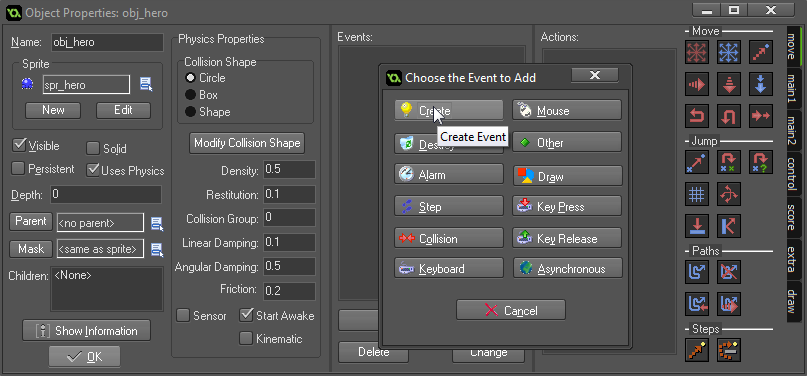 Object Properties: obj_hero
Name: obj_hero
Sprite
spr_hero
New Edit
Visible Solid
Persistent Uses Physics
Depth: 0
Parent <no parent>
Mask <same as sprite>
Children: <None>
Show Information
OK
Physics Properties
Collision Shape
Circle
Box
Shape
Modify Collision Shape
Density: 0.5
Restitution: 0.1
Collision Group: 0
Linear Damping: 0.1
Angular Damping: 0.5
Friction: 0.2
Sensor Start Awake
Kinematic
Events:
Delete Change
Choose the Event to Add
Create Mouse
Create Event
Other
Alarm Draw
Step Key Press
Collision Key Release
Keyboard Asynchronous
Cancel
Actions:
Move
Jump
Paths
Steps
move
main1
main2
control
score
extra
draw